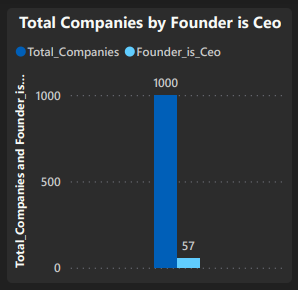 Total Companies by Founder is Ceo
Total_Companies Founder_is_Ceo
Total_Companies and Founder_is...
1000
1000
500
57
0